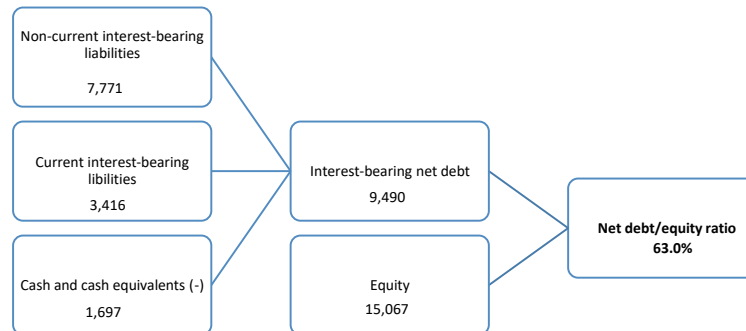 Non-current interest-bearing
liabilities
7,771
Current interest-bearing
libilities
3,416
Cash and cash equivalents (-)
1,697
Interest-bearing net debt
9,490
Equity
15,067
Net debt/equity ratio
63.0%